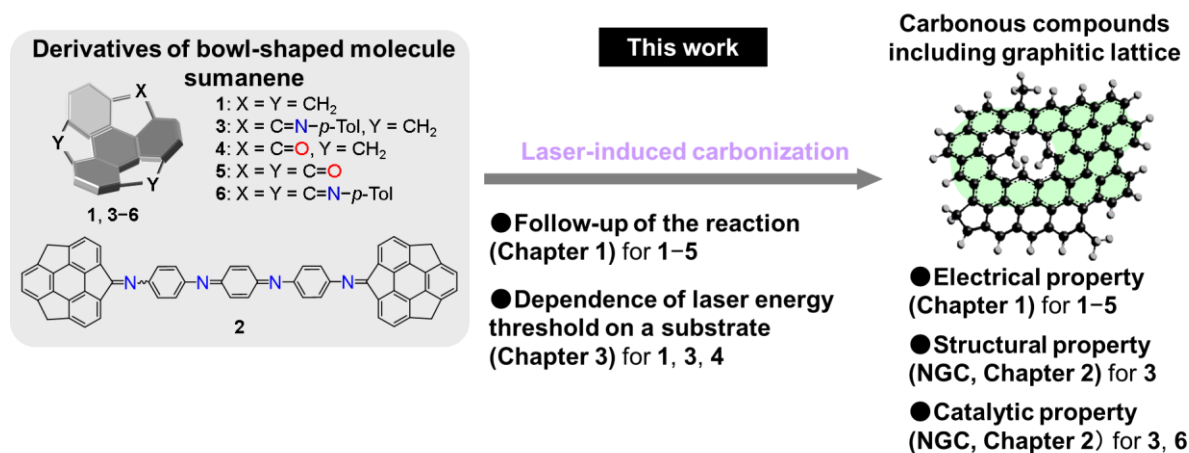 Derivatives of bowl-shaped molecule
sumanene
X
Y
Y
1, 3−6
1: X = Y = CH₂
3: X = C=N−p-Tol, Y = CH₂
4: X = C=O, Y = CH₂
5: X = Y = C=O
6: X = Y = C=N−p-Tol
N
N
N
N
2
This work
Laser-induced carbonization
●Follow-up of the reaction
(Chapter 1) for 1−5
●Dependence of laser energy
threshold on a substrate
(Chapter 3) for 1, 3, 4
Carbonous compounds
including graphitic lattice
●Electrical property
(Chapter 1) for 1−5
●Structural property
(NGC, Chapter 2) for 3
●Catalytic property
(NGC, Chapter 2）for 3, 6